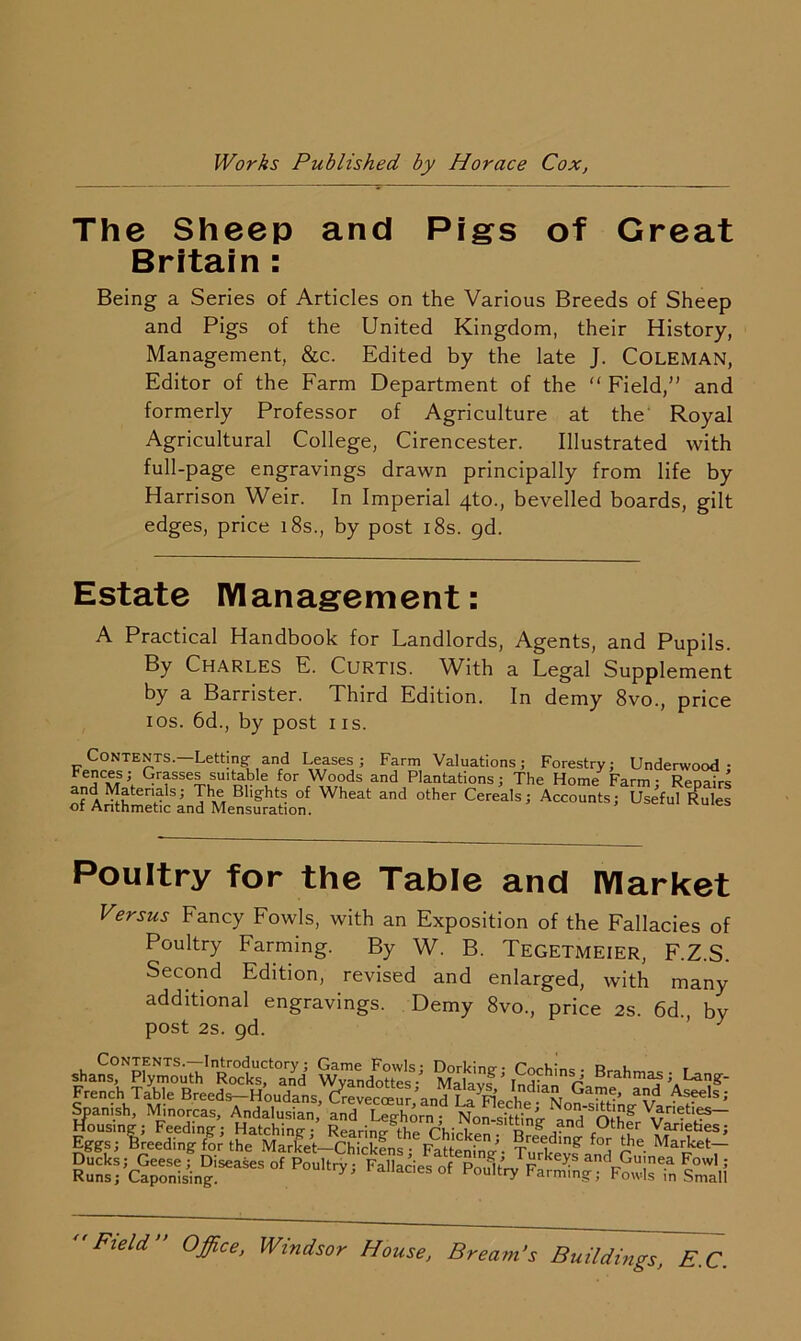 Works Published by Horace Cox,
The Sheep and Pigs of Great
Britain :
Being a Series of Articles on the Various Breeds of Sheep
and Pigs of the United Kingdom, their History,
Management, &c. Edited by the late J. COLEMAN,
Editor of the Farm Department of the “ Field,” and
formerly Professor of Agriculture at the Royal
Agricultural College, Cirencester. Illustrated with
full-page engravings drawn principally from life by
Harrison Weir. In Imperial 4to., bevelled boards, gilt
edges, price 18s., by post 18s. 9d.
Estate Management :
A Practical Handbook for Landlords, Agents, and Pupils.
By CHARLES E. CURTIS. With a Legal Supplement
by a Barrister. Third Edition. In demy 8vo., price
10s. 6d., by post 11s.
CONTENTS.—Letting and Leases ; Farm Valuations ; Forestry ; Underwood ;
Fences ; Grasses suitable for Woods and Plantations ; The Home Farm ; Repairs
and Materials ; The Blights of Wheat and other Cereals ; Accounts ; Useful Rules
of Arithmetic and Mensuration.
Poultry for the Table and Market
Versus Fancy Fowls, with an Exposition of the Fallacies of
Poultry Farming. By W. B. TEGETMEIER, F.Z.S.
Second Edition, revised and enlarged, with many
additional engravings. Demy 8vo., price 2s. 6d., by
post 2s. 9d.
CONTENTS.—Introductory ; Game Fowls ; Dorking ; Cochins ; Brahmas ; Lang-
shans, Plymouth Rocks, and Wyandottes ; Malays, Indian Game, and Aseels ;
French Table Breeds—Houdans, Crevecœur, and La Fleche ; Non-sitting Varieties—
Spanish, Minorcas, Andalusian, and Leghorn ; Non-sitting and Other Varieties ;
Housing ; Feeding ; Hatching ; Rearing the Chicken ; Breeding for the Market—
Eggs ; Breeding for the Market—Chickens ; Fattening ; Turkeys and Guinea Fowl ;
Ducks ; Geese ; Diseases of Poultry ; Fallacies of Poultry Farming ; Fowls in Small
Runs ; Caponising.
“Field” Office, Windsor House, Bream's Buildings, E.C.